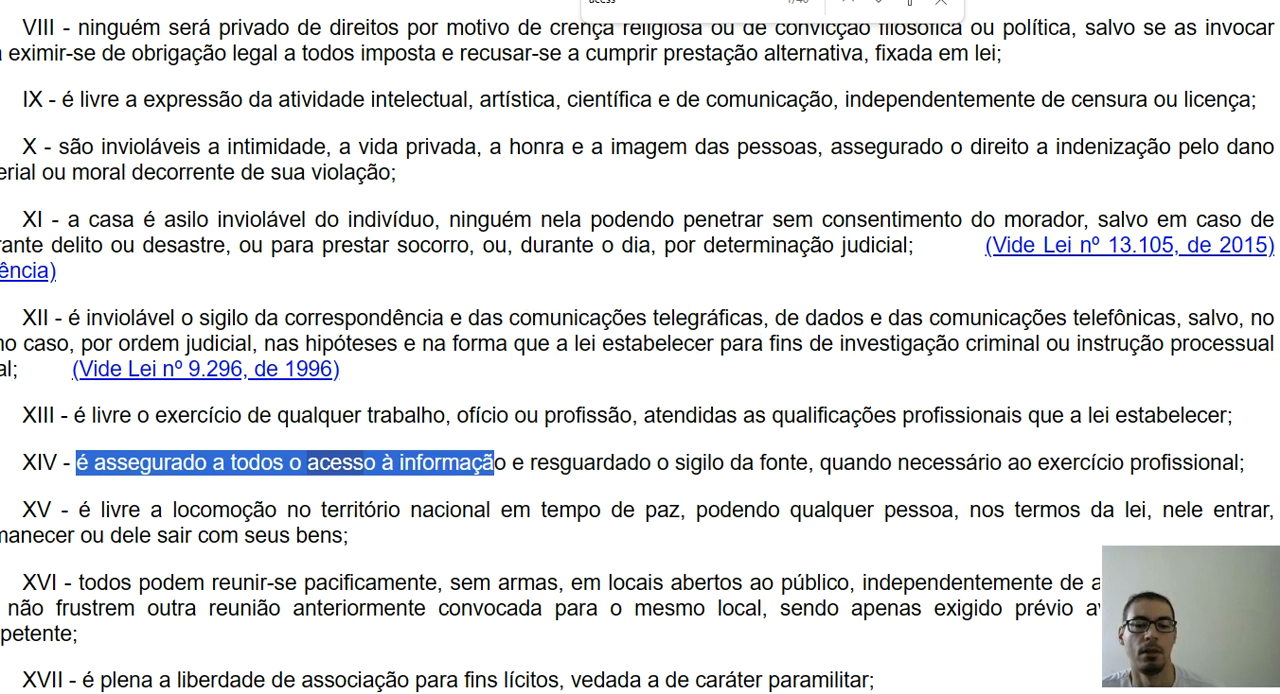 acess 1/40
VIII - ninguém será privado de direitos por motivo de crença religiosa ou de convicção filosófica ou política, salvo se as invocar
eximir-se de obrigação legal a todos imposta e recusar-se a cumprir prestação alternativa, fixada em lei;
IX - é livre a expressão da atividade intelectual, artística, científica e de comunicação, independentemente de censura ou licença;
X - são invioláveis a intimidade, a vida privada, a honra e a imagem das pessoas, assegurado o direito a indenização pelo dano
erial ou moral decorrente de sua violação;
XI - a casa é asilo inviolável do indivíduo, ninguém nela podendo penetrar sem consentimento do morador, salvo em caso de
rante delito ou desastre, ou para prestar socorro, ou, durante o dia, por determinação judicial; (Vide Lei nº 13.105, de 2015)
ência)
XII - é inviolável o sigilo da correspondência e das comunicações telegráficas, de dados e das comunicações telefônicas, salvo, no
no caso, por ordem judicial, nas hipóteses e na forma que a lei estabelecer para fins de investigação criminal ou instrução processual
al; (Vide Lei nº 9.296, de 1996)
XIII - é livre o exercício de qualquer trabalho, ofício ou profissão, atendidas as qualificações profissionais que a lei estabelecer;
XIV - é assegurado a todos o acesso à informação e resguardado o sigilo da fonte, quando necessário ao exercício profissional;
XV - é livre a locomoção no território nacional em tempo de paz, podendo qualquer pessoa, nos termos da lei, nele entrar,
manecer ou dele sair com seus bens;
XVI - todos podem reunir-se pacificamente, sem armas, em locais abertos ao público, independentemente de a
não frustrem outra reunião anteriormente convocada para o mesmo local, sendo apenas exigido prévio av
petente;
XVII - é plena a liberdade de associação para fins lícitos, vedada a de caráter paramilitar;